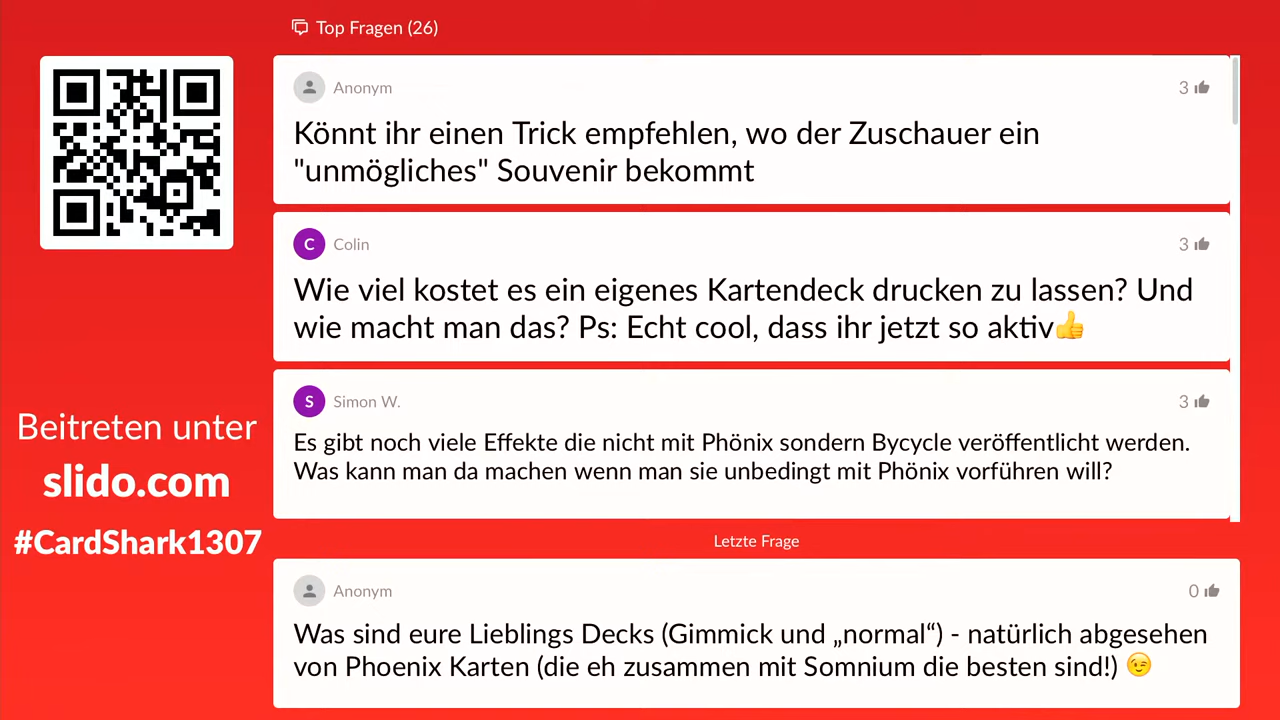 Top Fragen (26)
Anonym
3
Könnt ihr einen Trick empfehlen, wo der Zuschauer ein
"unmögliches" Souvenir bekommt
C Colin
3
Wie viel kostet es ein eigenes Kartendeck drucken zu lassen? Und
wie macht man das? Ps: Echt cool, dass ihr jetzt so aktiv👍
S Simon W.
3
Es gibt noch viele Effekte die nicht mit Phönix sondern Bycycle veröffentlicht werden.
Was kann man da machen wenn man sie unbedingt mit Phönix vorführen will?
Beitreten unter
slido.com
#CardShark1307
Letzte Frage
Anonym
0
Was sind eure Lieblings Decks (Gimmick und „normal“) - natürlich abgesehen
von Phoenix Karten (die eh zusammen mit Somnium die besten sind!) 😉